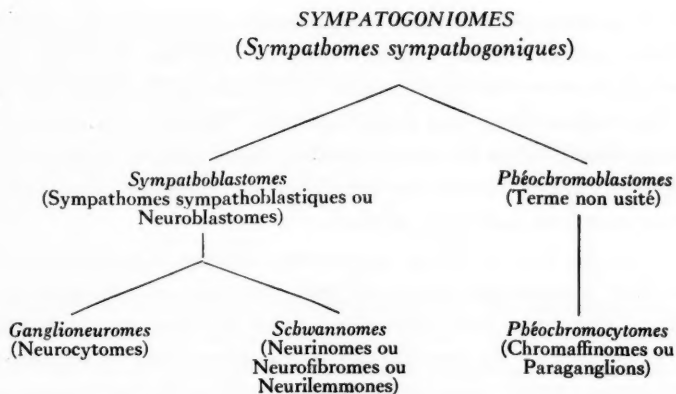 SYMPATOGONIOMES
(Sympathomes sympathogoniques)
Sympathoblastomes
(Sympathomes sympathoblastiques ou
Neuroblastomes)
Phéochromoblastomes
(Terme non usité)
Ganglioneuromes
(Neurocytomes)
Schwannomes
(Neurinomes ou
Neurofibromes ou
Neurilemmones)
Phéochromocytomes
(Chromaffinomes ou
Paraganglions)